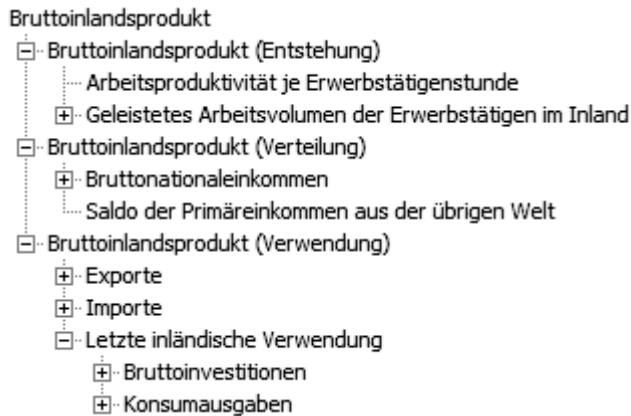 Bruttoinlandsprodukt
Bruttoinlandsprodukt (Entstehung)
Arbeitsproduktivität je Erwerbstätigenstunde
Geleistetes Arbeitsvolumen der Erwerbstätigen im Inland
Bruttoinlandsprodukt (Verteilung)
Bruttonationaleinkommen
Saldo der Primäreinkommen aus der übrigen Welt
Bruttoinlandsprodukt (Verwendung)
Exporte
Importe
Letzte inländische Verwendung
Bruttoinvestitionen
Konsumausgaben